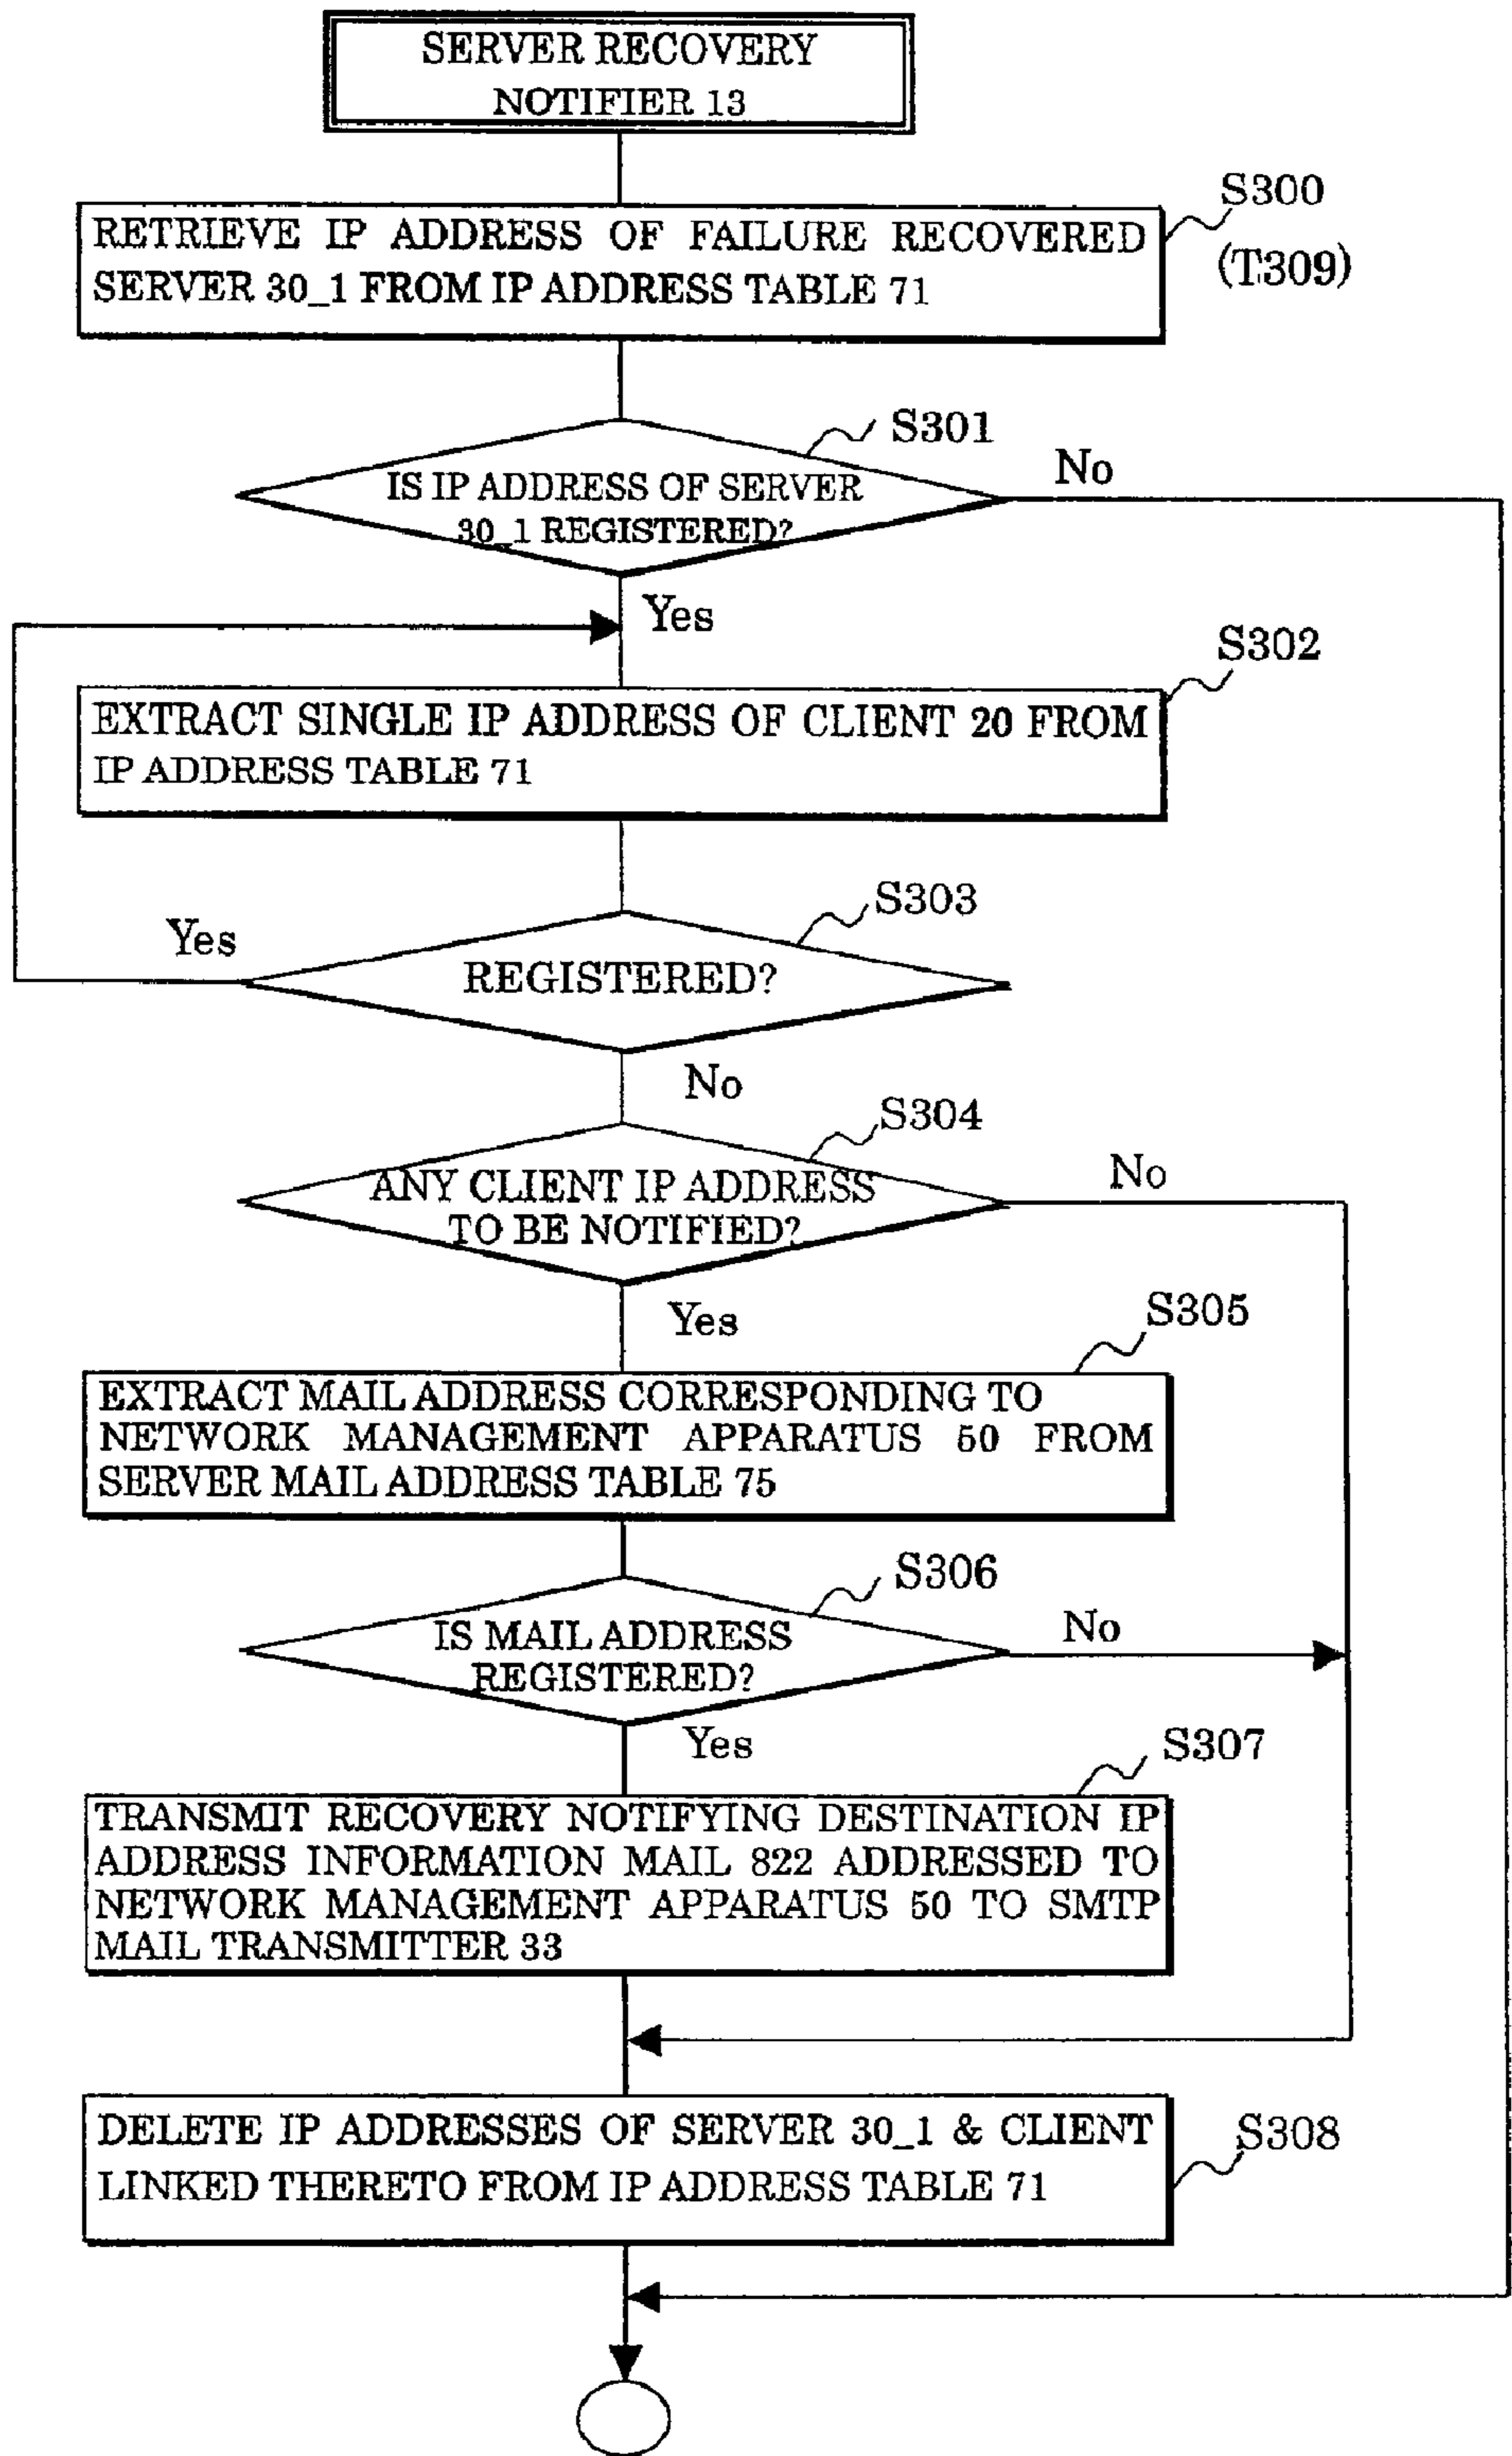 SERVER RECOVERY
NOTIFIER 13
S300
(T309)
RETRIEVE IP ADDRESS OF FAILURE RECOVERED
SERVER 30_1 FROM IP ADDRESS TABLE 71
S301
IS IP ADDRESS OF SERVER
30_1 REGISTERED?
No
Yes
S302
EXTRACT SINGLE IP ADDRESS OF CLIENT 20 FROM
IP ADDRESS TABLE 71
S303
Yes
REGISTERED?
No
S304
ANY CLIENT IP ADDRESS
TO BE NOTIFIED?
No
Yes
S305
EXTRACT MAIL ADDRESS CORRESPONDING TO
NETWORK MANAGEMENT APPARATUS 50 FROM
SERVER MAIL ADDRESS TABLE 75
S306
IS MAIL ADDRESS
REGISTERED?
No
Yes
S307
TRANSMIT RECOVERY NOTIFYING DESTINATION IP
ADDRESS INFORMATION MAIL 822 ADDRESSED TO
NETWORK MANAGEMENT APPARATUS 50 TO SMTP
MAIL TRANSMITTER 33
DELETE IP ADDRESSES OF SERVER 30_1 & CLIENT
LINKED THERETO FROM IP ADDRESS TABLE 71
S308